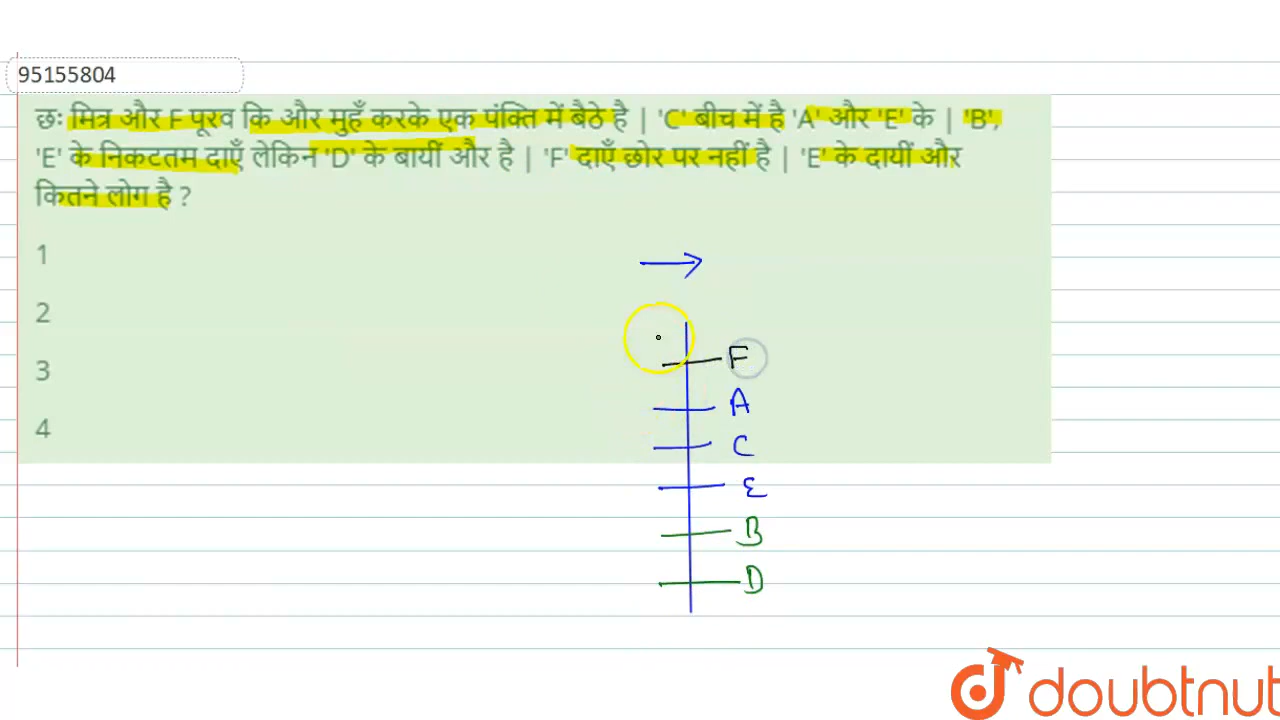 95155804
छः मित्र और F पूरव कि और मुहँ करके एक पंक्ति में बैठे है | 'C' बीच में है 'A' और 'E' के | 'B',
'E' के निकटतम दाएँ लेकिन 'D' के बायीं और है | 'F' दाएँ छोर पर नहीं है | 'E' के दायीं और
कितने लोग है ?
1
2
3
4
F
A
C
E
B
D
doubtnut